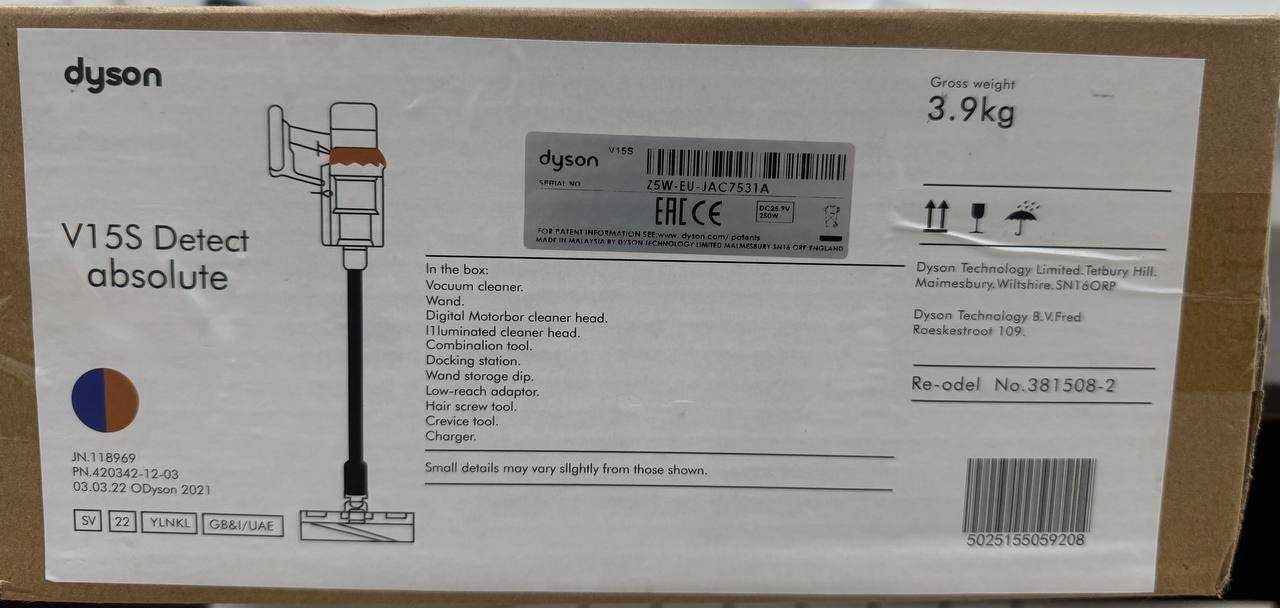 dyson
V15S Detect
absolute
JN.118969
PN.420342-12-03
03.03.22 ODyson 2021
SV 22 YLNKL GB&I/UAE
dyson V15S
SERIAL NO Z5W-EU-JAC7531A
EAC CE DC25.9V
250W
FOR PATENT INFORMATION SEE:www.dyson.com/patents
MADE IN MALAYSIA BY DYSON TECHNOLOGY LIMITED MALMESBURY SN16 ORP ENGLAND
In the box:
Vacuum cleaner.
Wand.
Digital Motorbor cleaner head.
I1luminated cleaner head.
Combinalion tool.
Docking station.
Wand storoge dip.
Low-reach adaptor.
Hair screw tool.
Crevice tool.
Charger.
Small details may vary sllghtly from those shown.
Gross weight
3.9kg
Dyson Technology Limited.Tetbury Hill.
Maimesbury.Wiltshire.SN16ORP
Dyson Technology B.V.Fred
Roeskestroot 109.
Re-odel No.381508-2
5025155059208